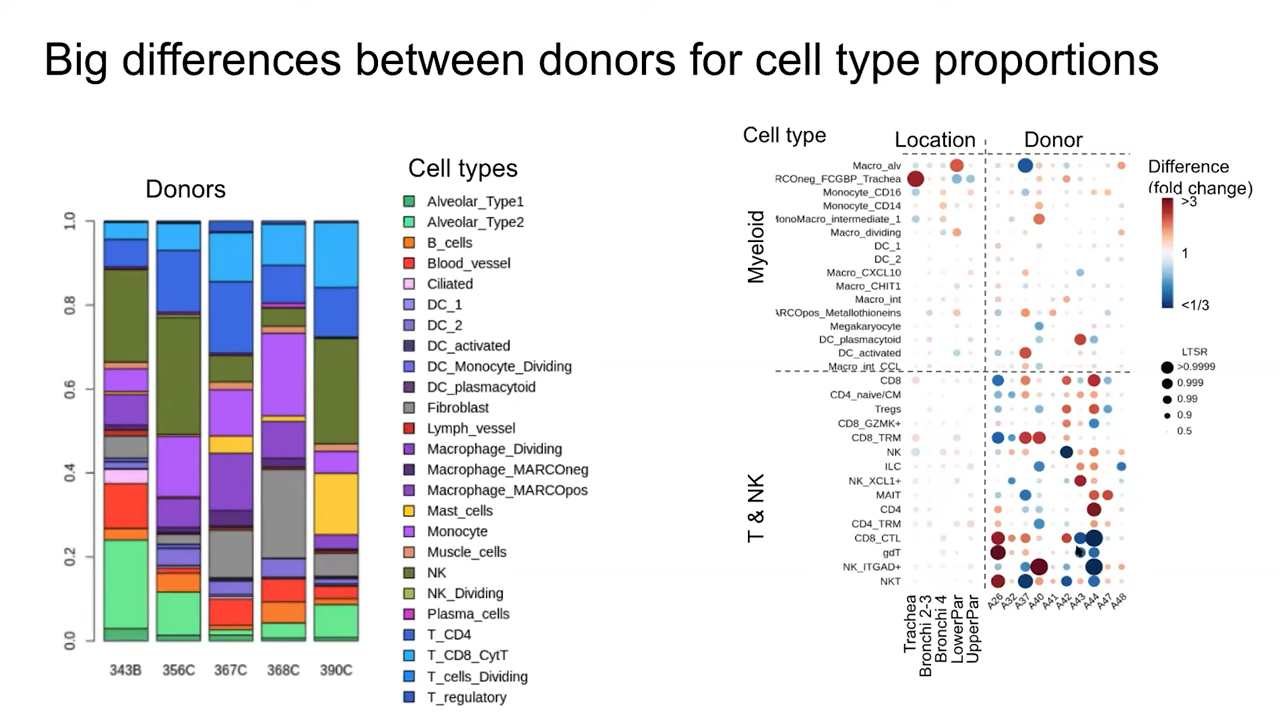 Big differences between donors for cell type proportions
Donors
1.0
0.8
0.6
0.4
0.2
0.0
343B 356C 367C 368C 390C
Cell types
Alveolar_Type1
Alveolar_Type2
B_cells
Blood_vessel
Ciliated
DC_1
DC_2
DC_activated
DC_Monocyte_Dividing
DC_plasmacytoid
Fibroblast
Lymph_vessel
Macrophage_Dividing
Macrophage_MARCOneg
Macrophage_MARCOpos
Mast_cells
Monocyte
Muscle_cells
NK
NK_Dividing
Plasma_cells
T_CD4
T_CD8_CytT
T_cells_Dividing
T_regulatory
Cell type
Location
Donor
Myeloid
Macro_alv
RCOneg_FCGBP_Trachea
Monocyte_CD16
Monocyte_CD14
MonoMacro_intermediate_1
Macro_dividing
DC_1
DC_2
Macro_CXCL10
Macro_CHIT1
Macro_int
ARCOpos_Metallothioneins
Megakaryocyte
DC_plasmacytoid
DC_activated
Macro_int_CCL
T & NK
CD8
CD4_naive/CM
Tregs
CD8_GZMK+
CD8_TRM
NK
ILC
NK_XCL1+
MAIT
CD4
CD4_TRM
CD8_CTL
gdT
NK_ITGAD+
NKT
Trachea
Bronchi 2-3
Bronchi 4
LowerPar
UpperPar
A26
A32
A37
A40
A41
A42
A43
A44
A47
A48
Difference
(fold change)
>3
1
<1/3
LTSR
>0.9999
0.999
0.99
0.9
0.5